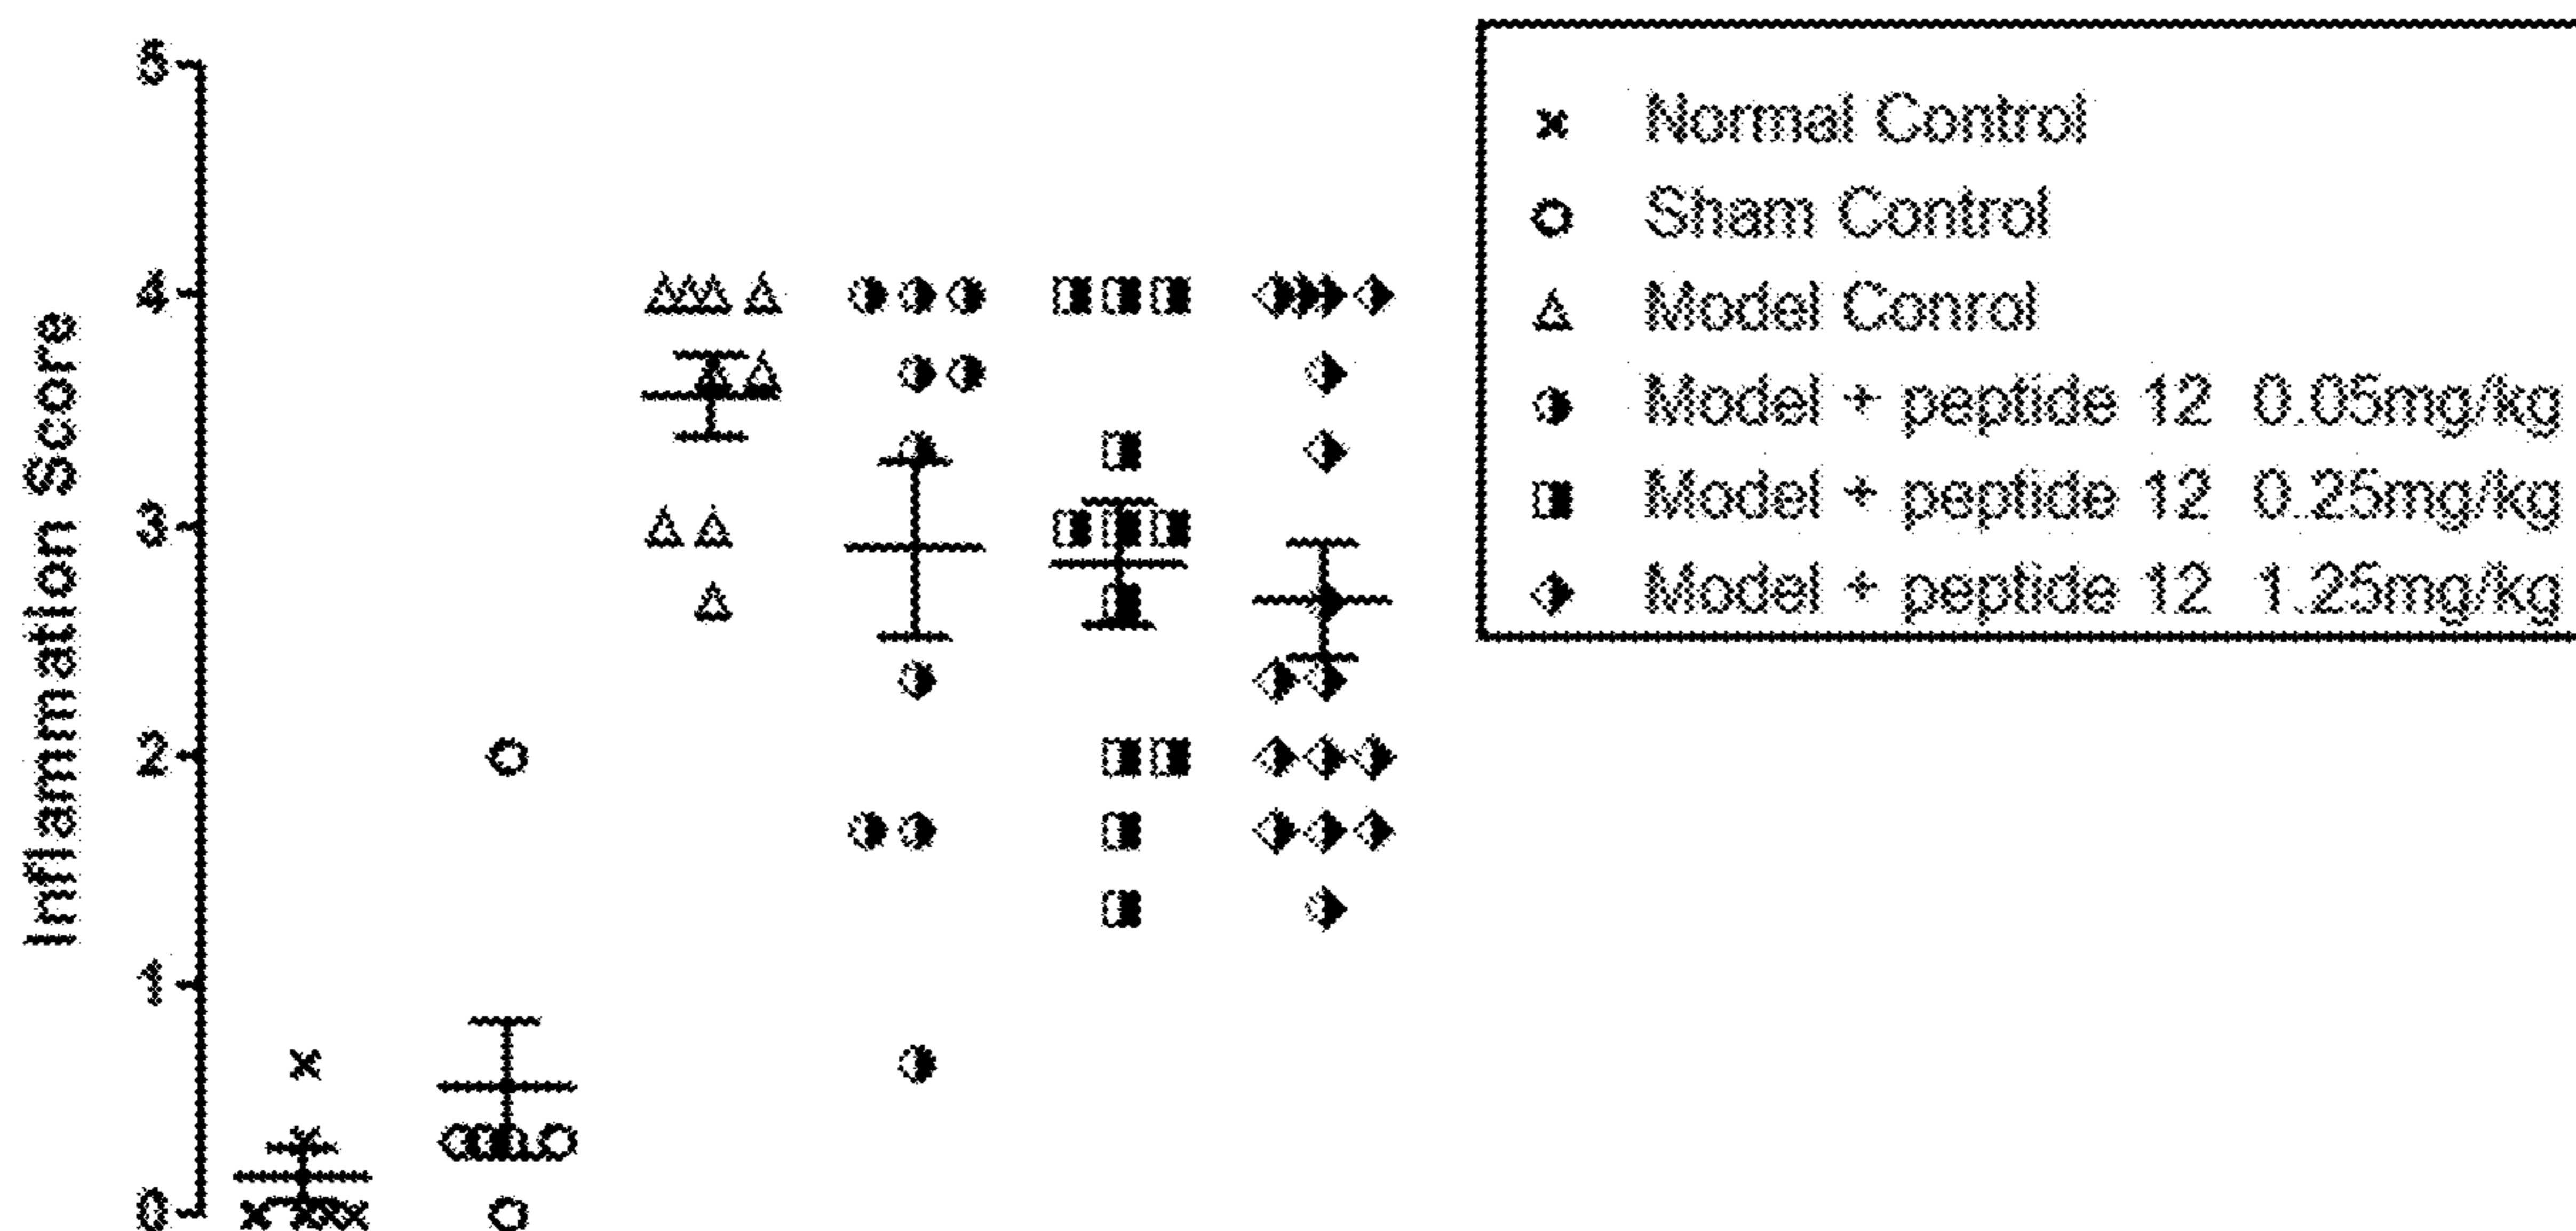 Inflammation Score
5
4
3
2
1
0
Normal Control
Sham Control
Model Conrol
Model + peptide 12 0.05mg/kg
Model + peptide 12 0.25mg/kg
Model + peptide 12 1.25mg/kg